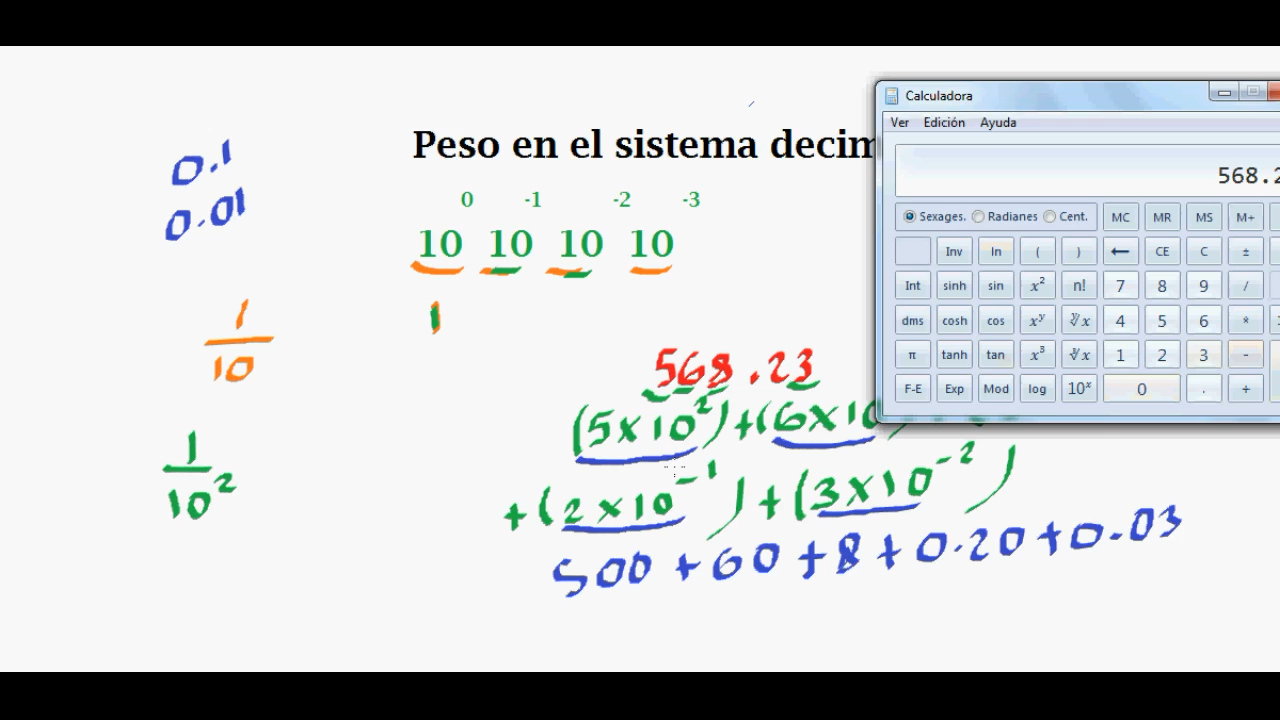 Peso en el sistema decim
0 -1 -2 -3
10 10 10 10
1
0.1
0.01
1
10
1
10²
568.23
(5x10²)+(6x10
+(2x10⁻¹)+(3x10⁻²)
500+60+8+0.20+0.03
Calculadora
Ver Edición Ayuda
568.2
Sexages. Radianes Cent. MC MR MS M+
Inv ln ( ) ← CE C ±
Int sinh sin x² n! 7 8 9 /
dms cosh cos xʸ ʸ√x 4 5 6 *
π tanh tan x³ ³√x 1 2 3 -
F-E Exp Mod log 10ˣ 0 . +